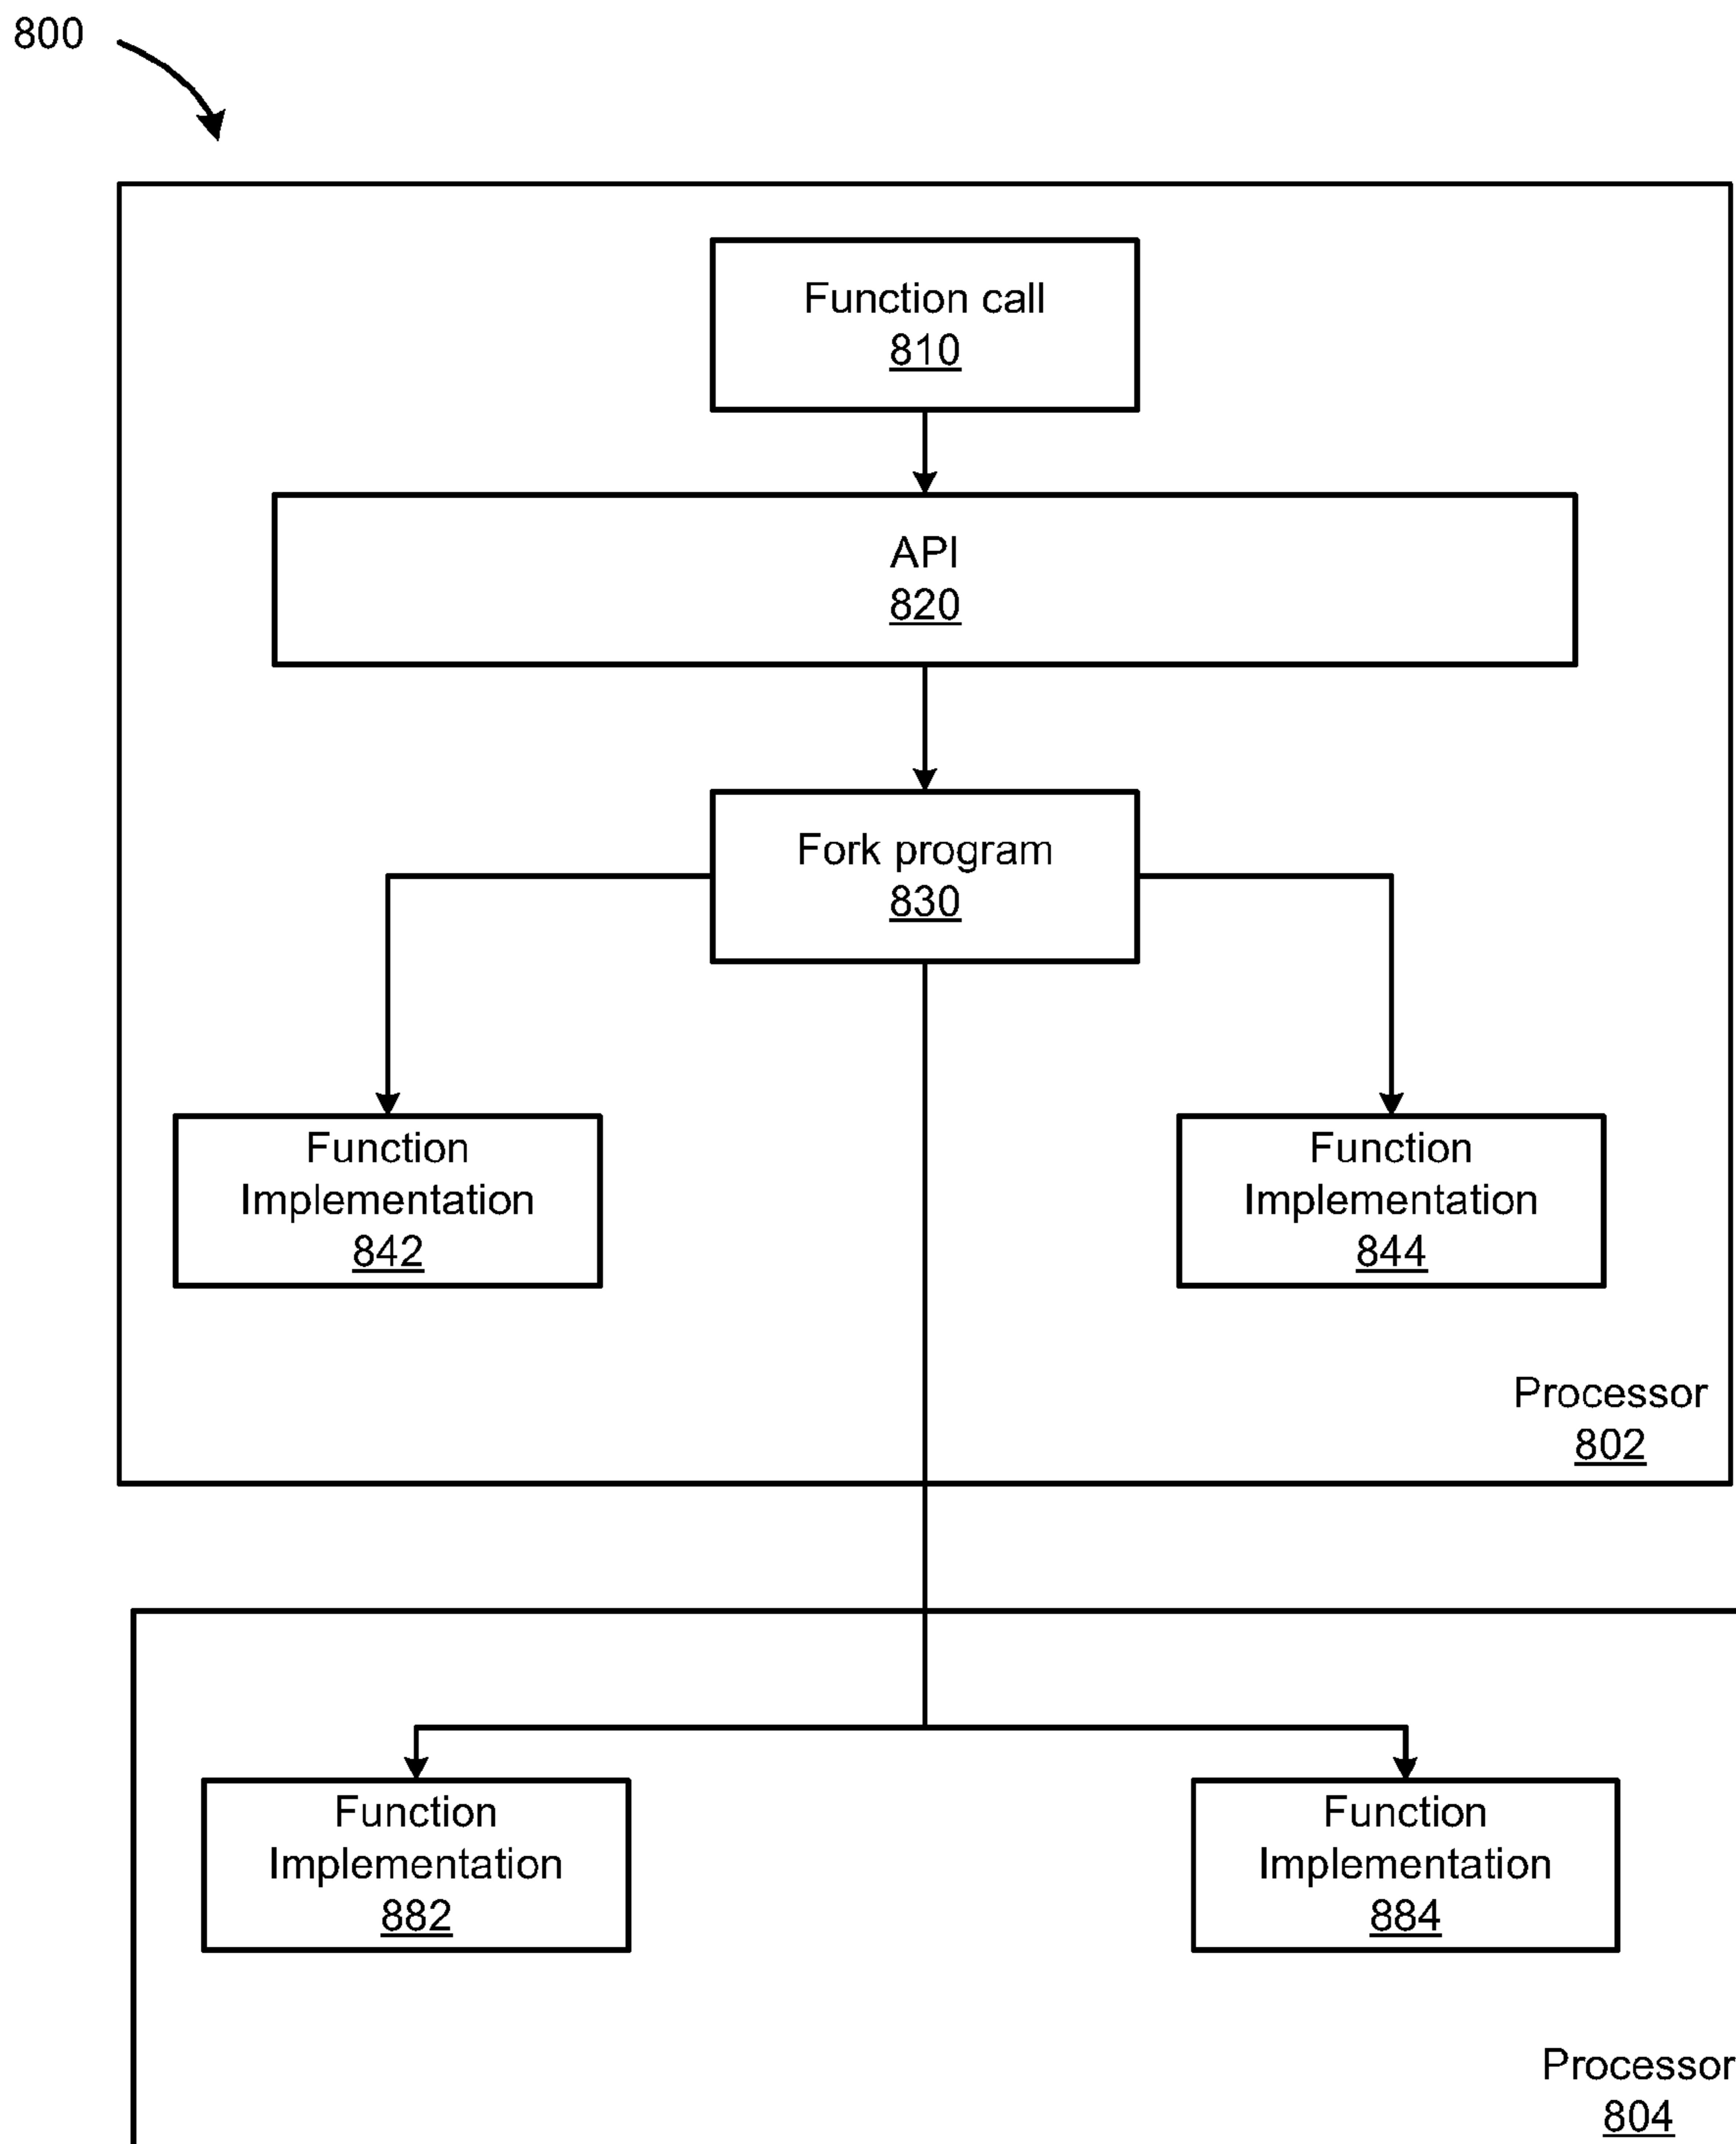 800
Function call
810
API
820
Fork program
830
Function
Implementation
842
Function
Implementation
844
Processor
802
Function
Implementation
882
Function
Implementation
884
Processor
804